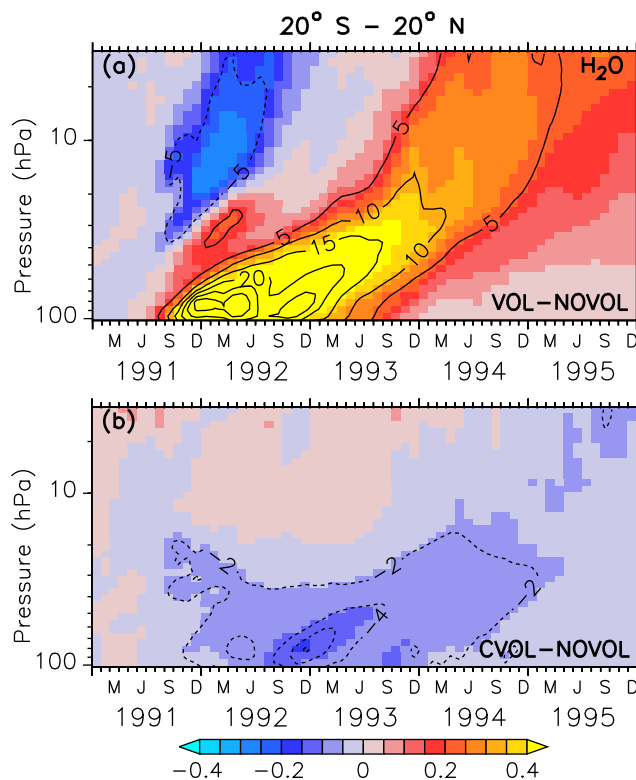 20° S – 20° N
(a)
H₂O
Pressure (hPa)
10
100
−5
5
5
5
5
10
10
15
20
VOL−NOVOL
M J S D M J S D M J S D M J S D M J S D
1991 1992 1993 1994 1995
(b)
Pressure (hPa)
10
100
−2
−2
−2
−4
CVOL−NOVOL
M J S D M J S D M J S D M J S D M J S D
1991 1992 1993 1994 1995
−0.4 −0.2 0 0.2 0.4